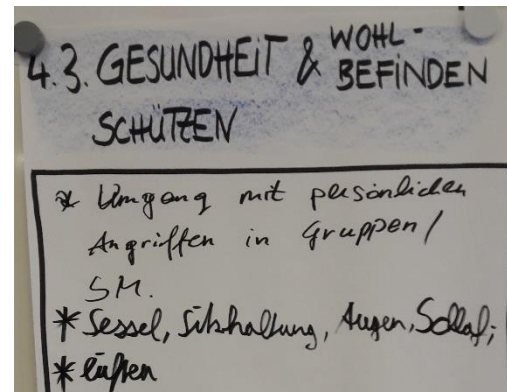 4.3. GESUNDHEIT & WOHL-
BEFINDEN
SCHÜTZEN
* Umgang mit persönlichen
Angriffen in Gruppen/
SM.
* Sessel, Sitzhaltung, Augen, Schlaf;
* lüften